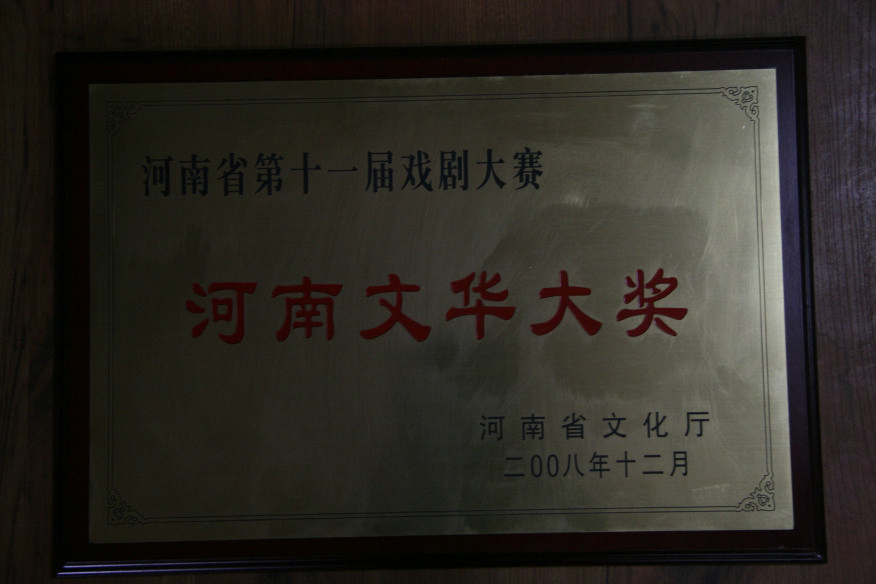 河南省第十一届戏剧大赛
河南文华大奖
河南省文化厅
二00八年十二月